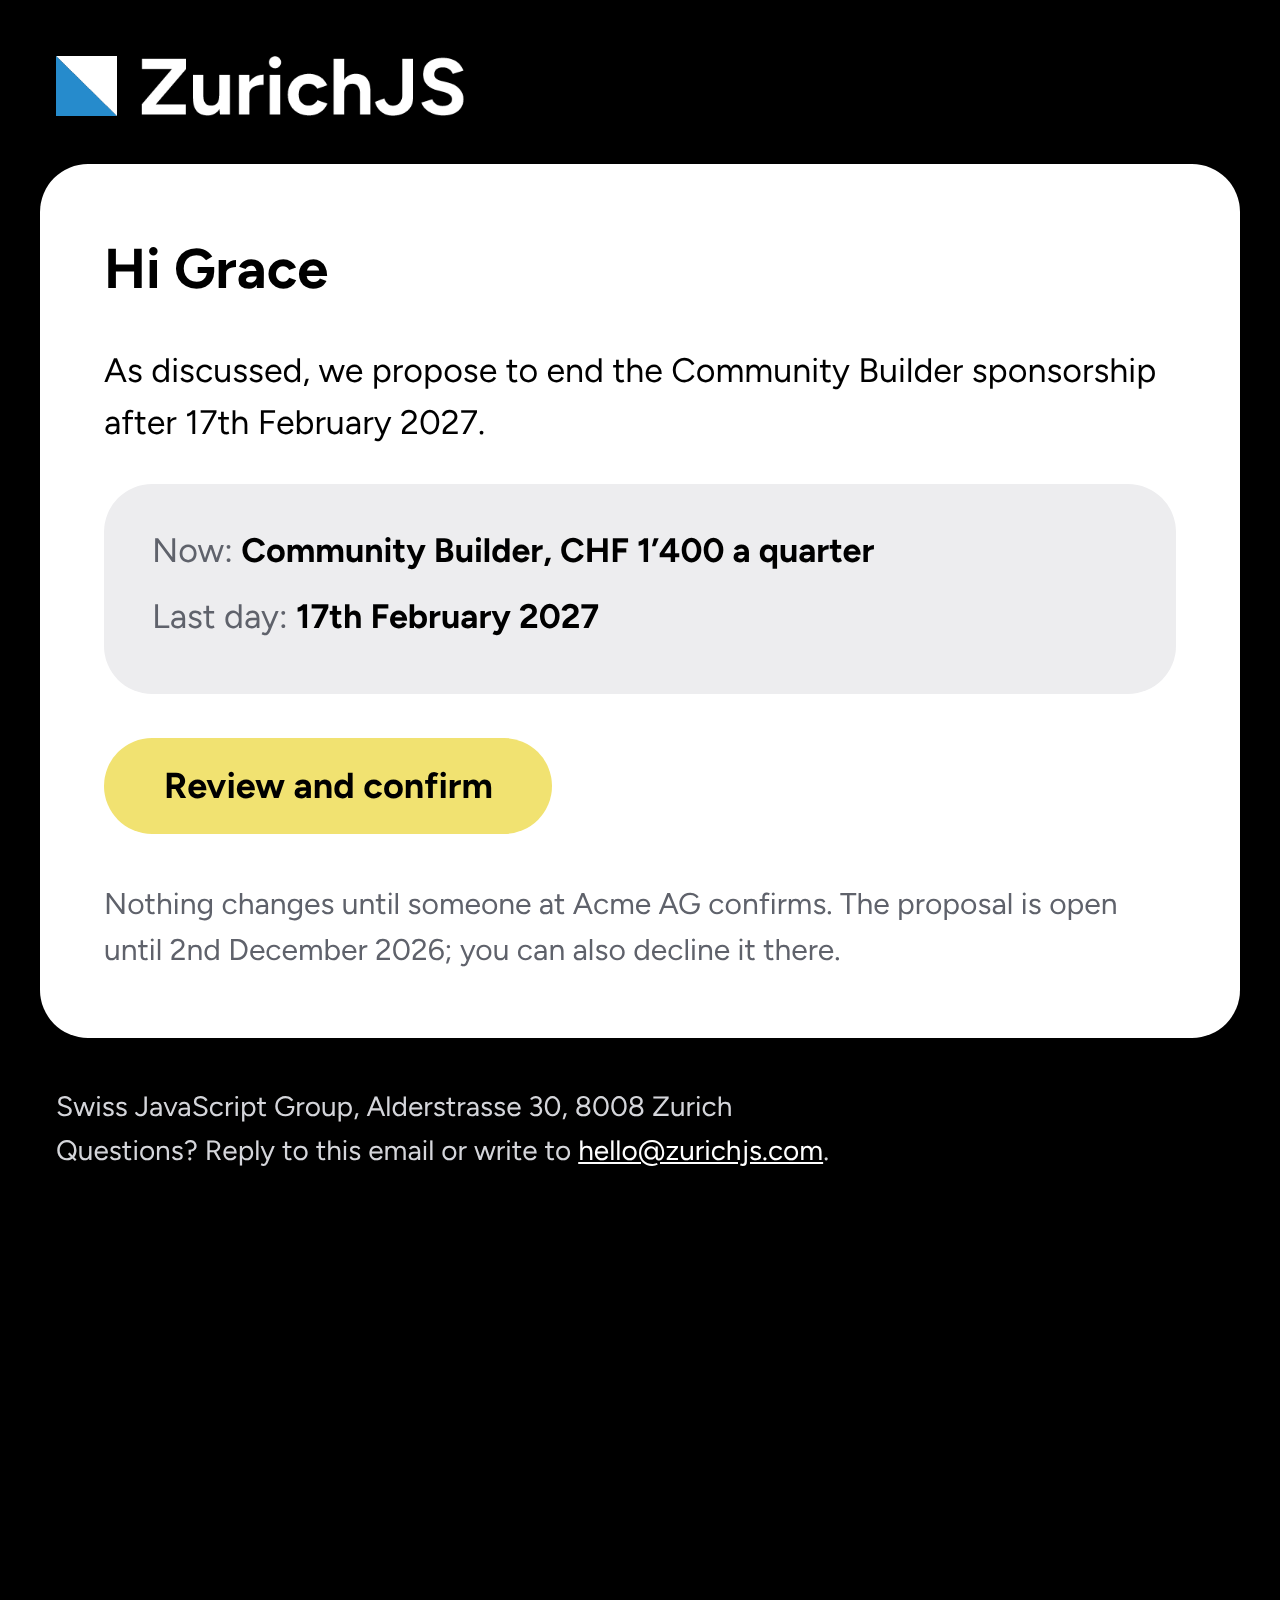 ZurichJS
Hi Grace
As discussed, we propose to end the Community Builder sponsorship
after 17th February 2027.
Now: Community Builder, CHF 1’400 a quarter
Last day: 17th February 2027
Review and confirm
Nothing changes until someone at Acme AG confirms. The proposal is open
until 2nd December 2026; you can also decline it there.
Swiss JavaScript Group, Alderstrasse 30, 8008 Zurich
Questions? Reply to this email or write to hello@zurichjs.com.